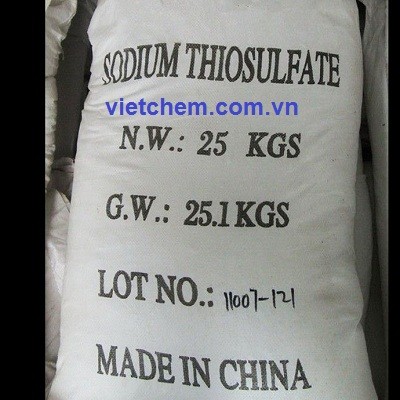 SODIUM THIOSULFATE
vietchem.com.vn
N.W.: 25 KGS
G.W.: 25.1 KGS
LOT NO.: 11007-121
MADE IN CHINA